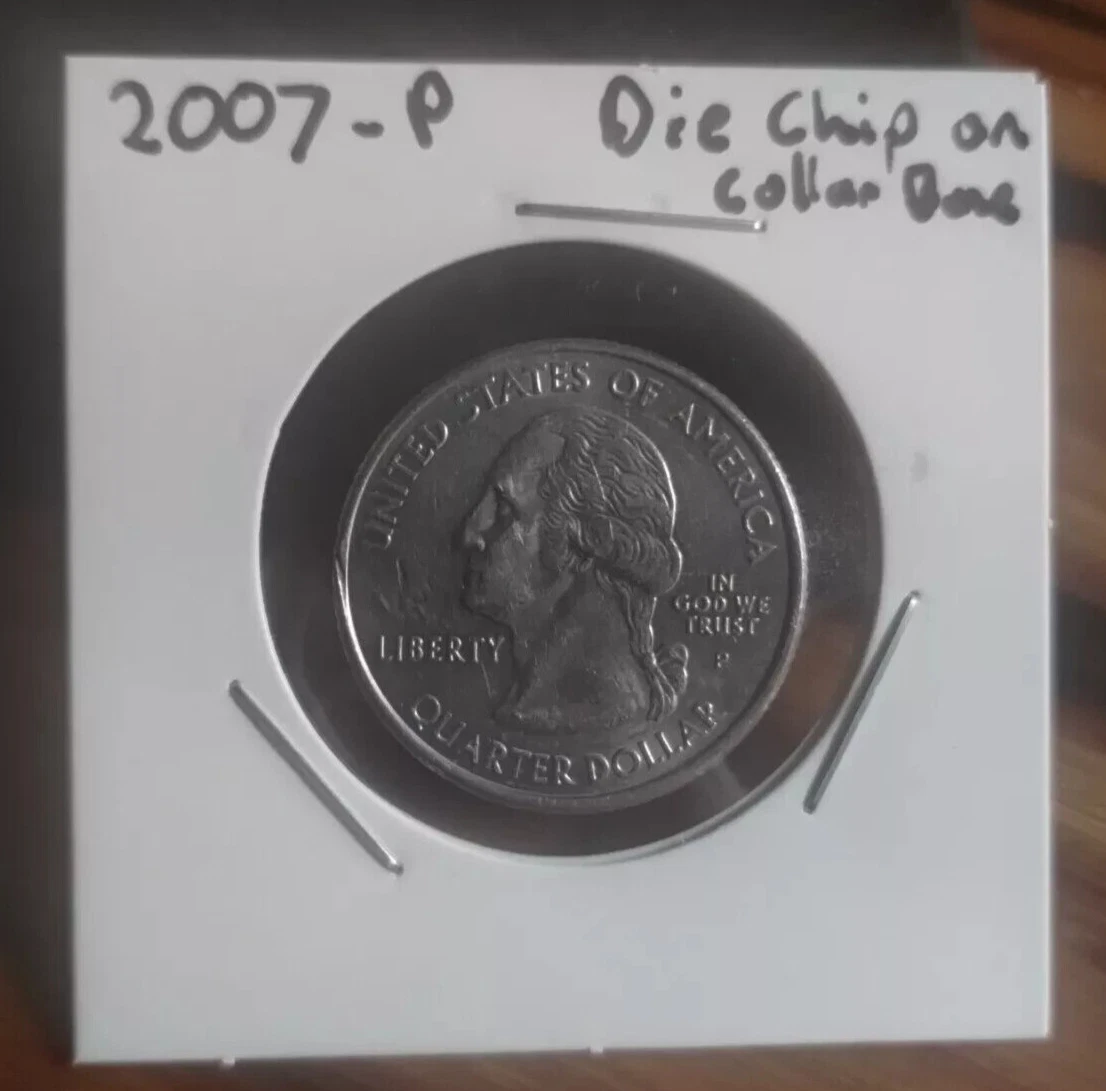 2007-P Die Chip on
Collar Bone
UNITED STATES OF AMERICA
LIBERTY
IN
GOD WE
TRUST
P
QUARTER DOLLAR